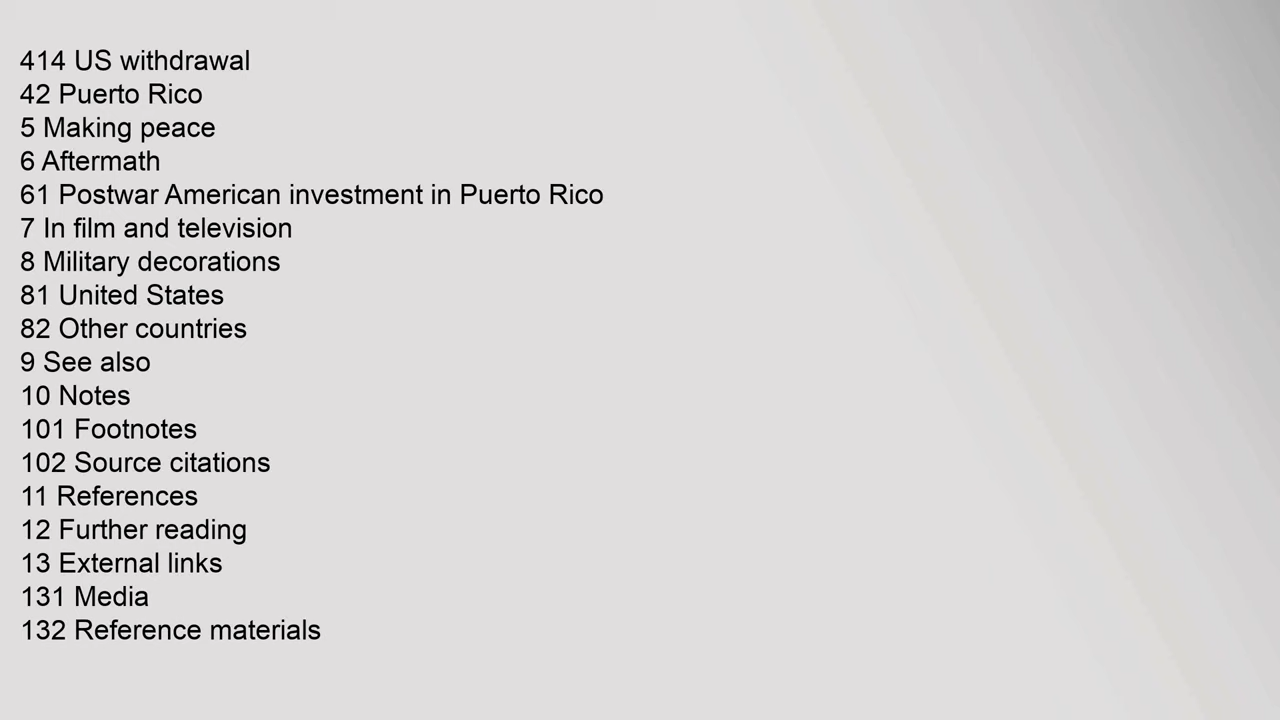 414 US withdrawal
42 Puerto Rico
5 Making peace
6 Aftermath
61 Postwar American investment in Puerto Rico
7 In film and television
8 Military decorations
81 United States
82 Other countries
9 See also
10 Notes
101 Footnotes
102 Source citations
11 References
12 Further reading
13 External links
131 Media
132 Reference materials